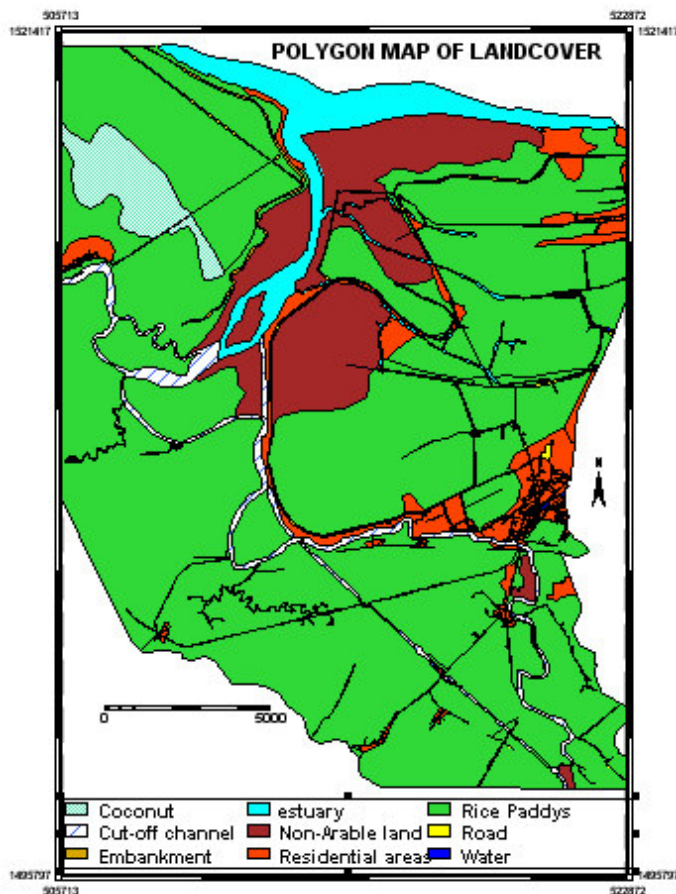 505713 522872
1521417 1521417
POLYGON MAP OF LANDCOVER
N
0 5000
Coconut estuary Rice Paddys
Cut-off channel Non-Arable land Road
Embankment Residential areas Water
1495797 1495797
505713 522872